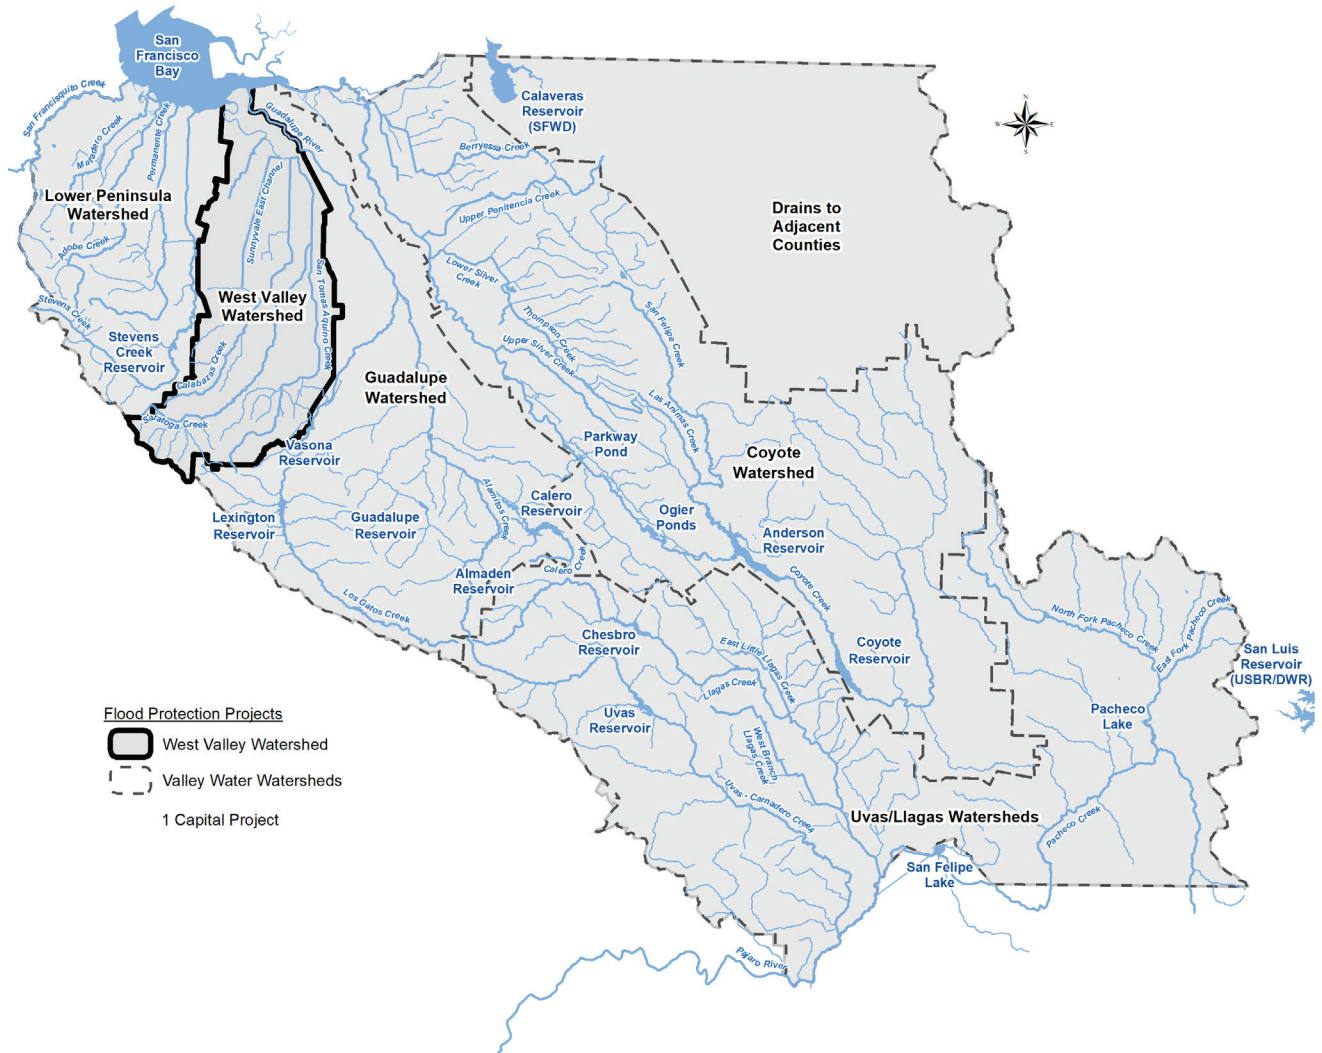 San
Francisco
Bay
San Francisquito Creek
Matadero Creek
Permanente Creek
Guadalupe River
Calaveras
Reservoir
(SFWD)
N
W
E
S
Berryessa Creek
Lower Peninsula
Watershed
Sunnyvale East Channel
Upper Penitencia Creek
Drains to
Adjacent
Counties
Adobe Creek
Lower Silver
Creek
San Tomas Aquino Creek
West Valley
Watershed
Stevens Creek
San Felipe Creek
Thompson Creek
Upper Silver Creek
Stevens
Creek
Reservoir
Calabazas Creek
Guadalupe
Watershed
Las Animas Creek
Saratoga Creek
Vasona
Reservoir
Parkway
Pond
Coyote
Watershed
Alamitos Creek
Calero
Reservoir
Lexington
Reservoir
Guadalupe
Reservoir
Ogier
Ponds
Anderson
Reservoir
Calero Creek
Almaden
Reservoir
Coyote Creek
Los Gatos Creek
North Fork Pacheco Creek
East Fork Pacheco Creek
Chesbro
Reservoir
East Little Llagas Creek
Coyote
Reservoir
San Luis
Reservoir
(USBR/DWR)
Llagas Creek
Uvas
Reservoir
West Branch
Llagas Creek
Pacheco
Lake
Flood Protection Projects
West Valley Watershed
Valley Water Watersheds
1 Capital Project
Uvas - Carnadero Creek
Uvas/Llagas Watersheds
Pacheco Creek
San Felipe
Lake
Pajaro River